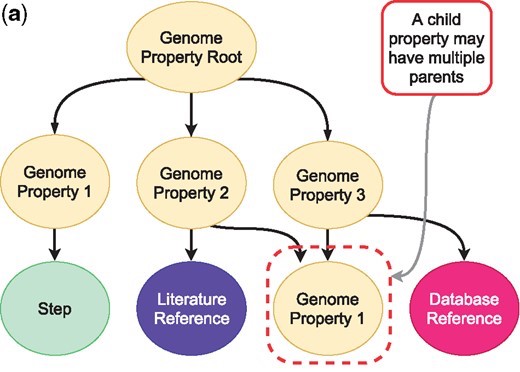 (a)
Genome
Property Root
A child
property may
have multiple
parents
Genome
Property 1
Genome
Property 2
Genome
Property 3
Step
Literature
Reference
Genome
Property 1
Database
Reference